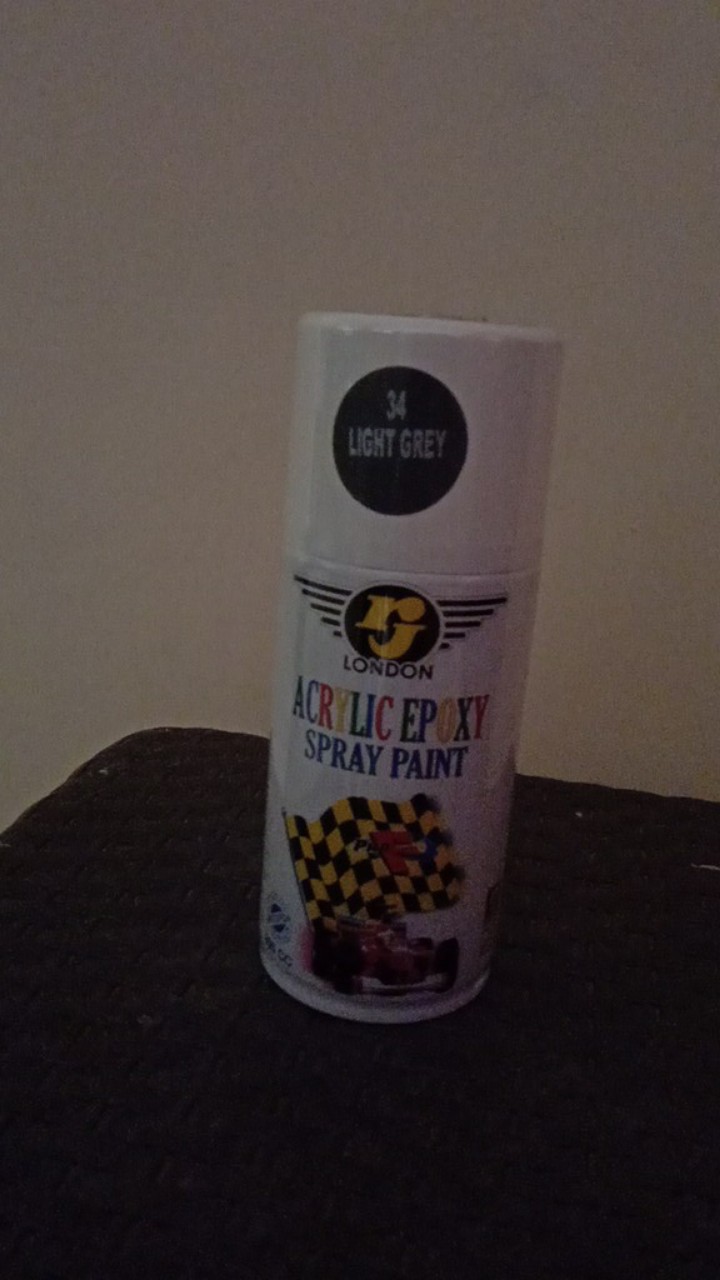 34
LIGHT GREY
rj
LONDON
ACRYLIC EPOXY
SPRAY PAINT